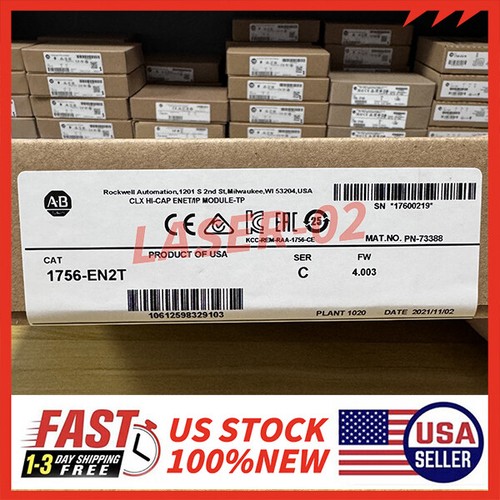 A-B
Rockwell Automation,1201 S 2nd St,Milwaukee,WI 53204,USA
CLX HI-CAP ENET/IP MODULE-TP
SN "17600219"
CE
UK
CA
EAC
25
KCC-REM-RAA-1756-CE
MAT.NO. PN-73388
LASER-02
PRODUCT OF USA
CAT
1756-EN2T
SER
C
FW
4.003
10612598329103
PLANT 1020
DATE 2021/11/02
FAST
1-3 DAY SHIPPING FREE
US STOCK
100%NEW
USA
SELLER